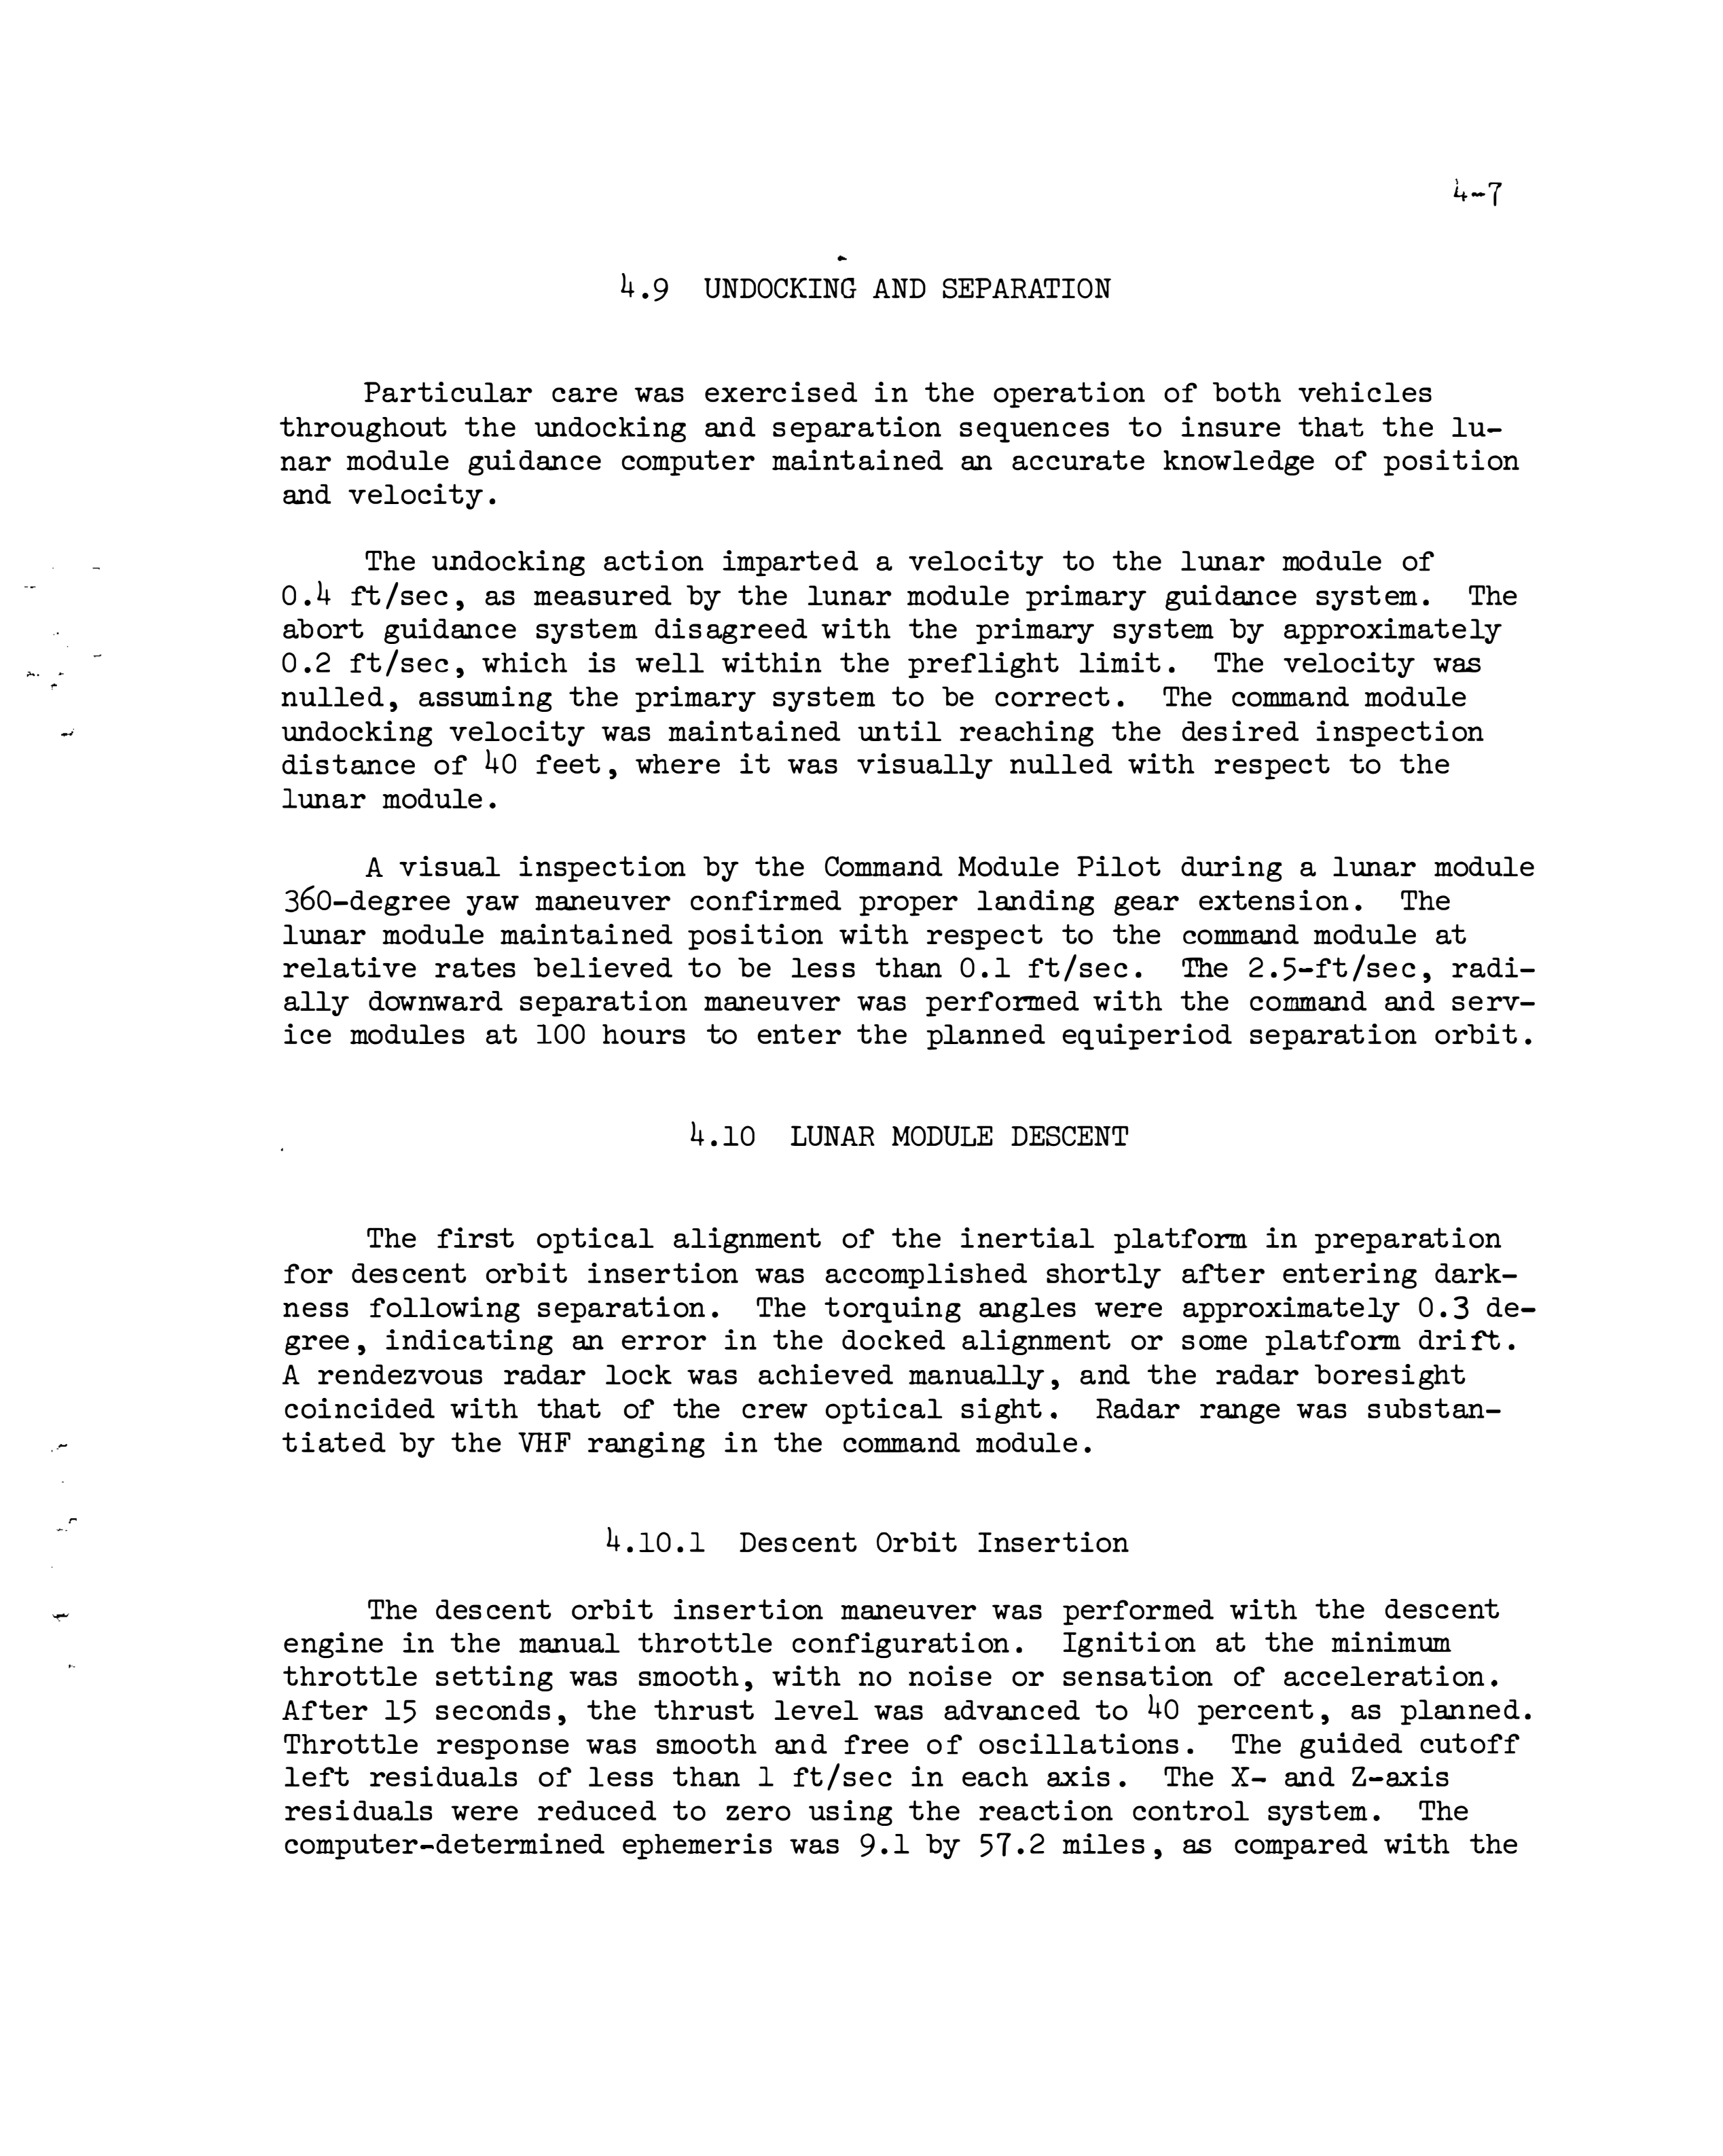 4-7
4.9 UNDOCKING AND SEPARATION
Particular care was exercised in the operation of both vehicles
throughout the undocking and separation sequences to insure that the lu-
nar module guidance computer maintained an accurate knowledge of position
and velocity.
The undocking action imparted a velocity to the lunar module of
0.4 ft/sec, as measured by the lunar module primary guidance system. The
abort guidance system disagreed with the primary system by approximately
0.2 ft/sec, which is well within the preflight limit. The velocity was
nulled, assuming the primary system to be correct. The command module
undocking velocity was maintained until reaching the desired inspection
distance of 40 feet, where it was visually nulled with respect to the
lunar module.
A visual inspection by the Command Module Pilot during a lunar module
360-degree yaw maneuver confirmed proper landing gear extension. The
lunar module maintained position with respect to the command module at
relative rates believed to be less than 0.1 ft/sec. The 2.5-ft/sec, radi-
ally downward separation maneuver was performed with the command and serv-
ice modules at 100 hours to enter the planned equiperiod separation orbit.
4.10 LUNAR MODULE DESCENT
The first optical alignment of the inertial platform in preparation
for descent orbit insertion was accomplished shortly after entering dark-
ness following separation. The torquing angles were approximately 0.3 de-
gree, indicating an error in the docked alignment or some platform drift.
A rendezvous radar lock was achieved manually, and the radar boresight
coincided with that of the crew optical sight. Radar range was substan-
tiated by the VHF ranging in the command module.
4.10.1 Descent Orbit Insertion
The descent orbit insertion maneuver was performed with the descent
engine in the manual throttle configuration. Ignition at the minimum
throttle setting was smooth, with no noise or sensation of acceleration.
After 15 seconds, the thrust level was advanced to 40 percent, as planned.
Throttle response was smooth and free of oscillations. The guided cutoff
left residuals of less than 1 ft/sec in each axis. The X- and Z-axis
residuals were reduced to zero using the reaction control system. The
computer-determined ephemeris was 9.1 by 57.2 miles, as compared with the